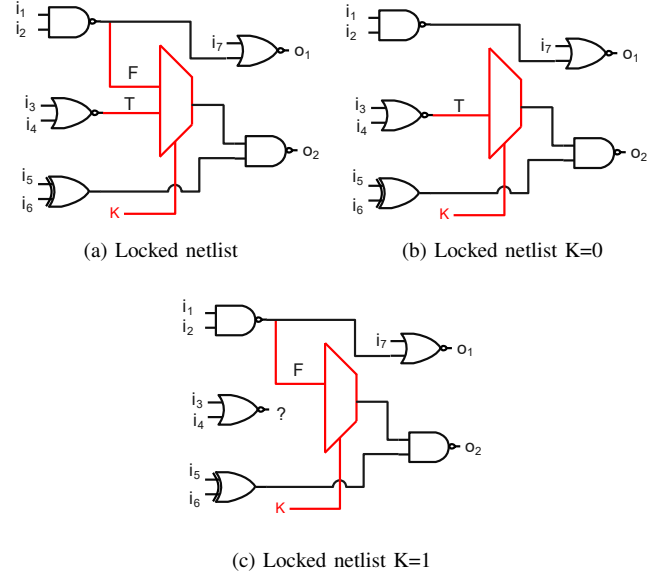 i1
i2
i7
o1
F
i3
i4
T
o2
i5
i6
K
(a) Locked netlist
i1
i2
i7
o1
i3
i4
T
o2
i5
i6
K
(b) Locked netlist K=0
i1
i2
i7
o1
F
i3
i4
?
o2
i5
i6
K
(c) Locked netlist K=1